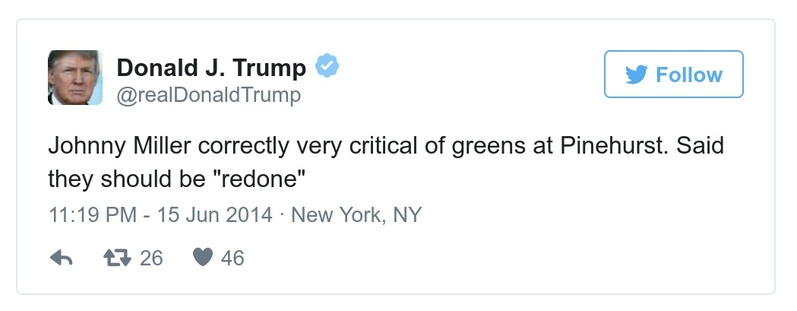 Donald J. Trump
@realDonaldTrump
Follow
Johnny Miller correctly very critical of greens at Pinehurst. Said
they should be "redone"
11:19 PM - 15 Jun 2014 · New York, NY
26 46